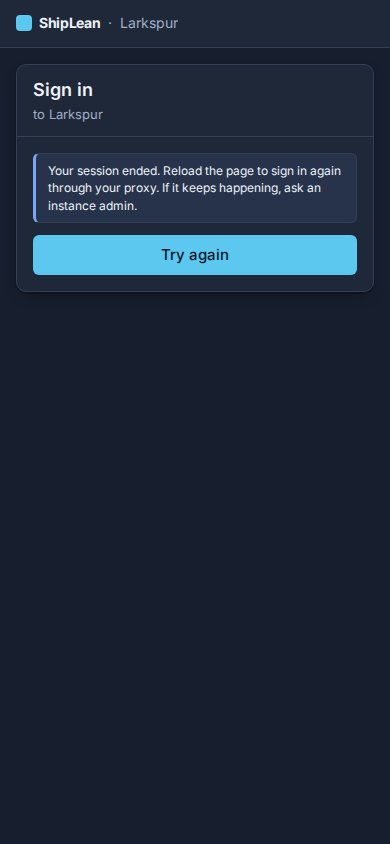 ShipLean · Larkspur
Sign in
to Larkspur
Your session ended. Reload the page to sign in again
through your proxy. If it keeps happening, ask an
instance admin.
Try again